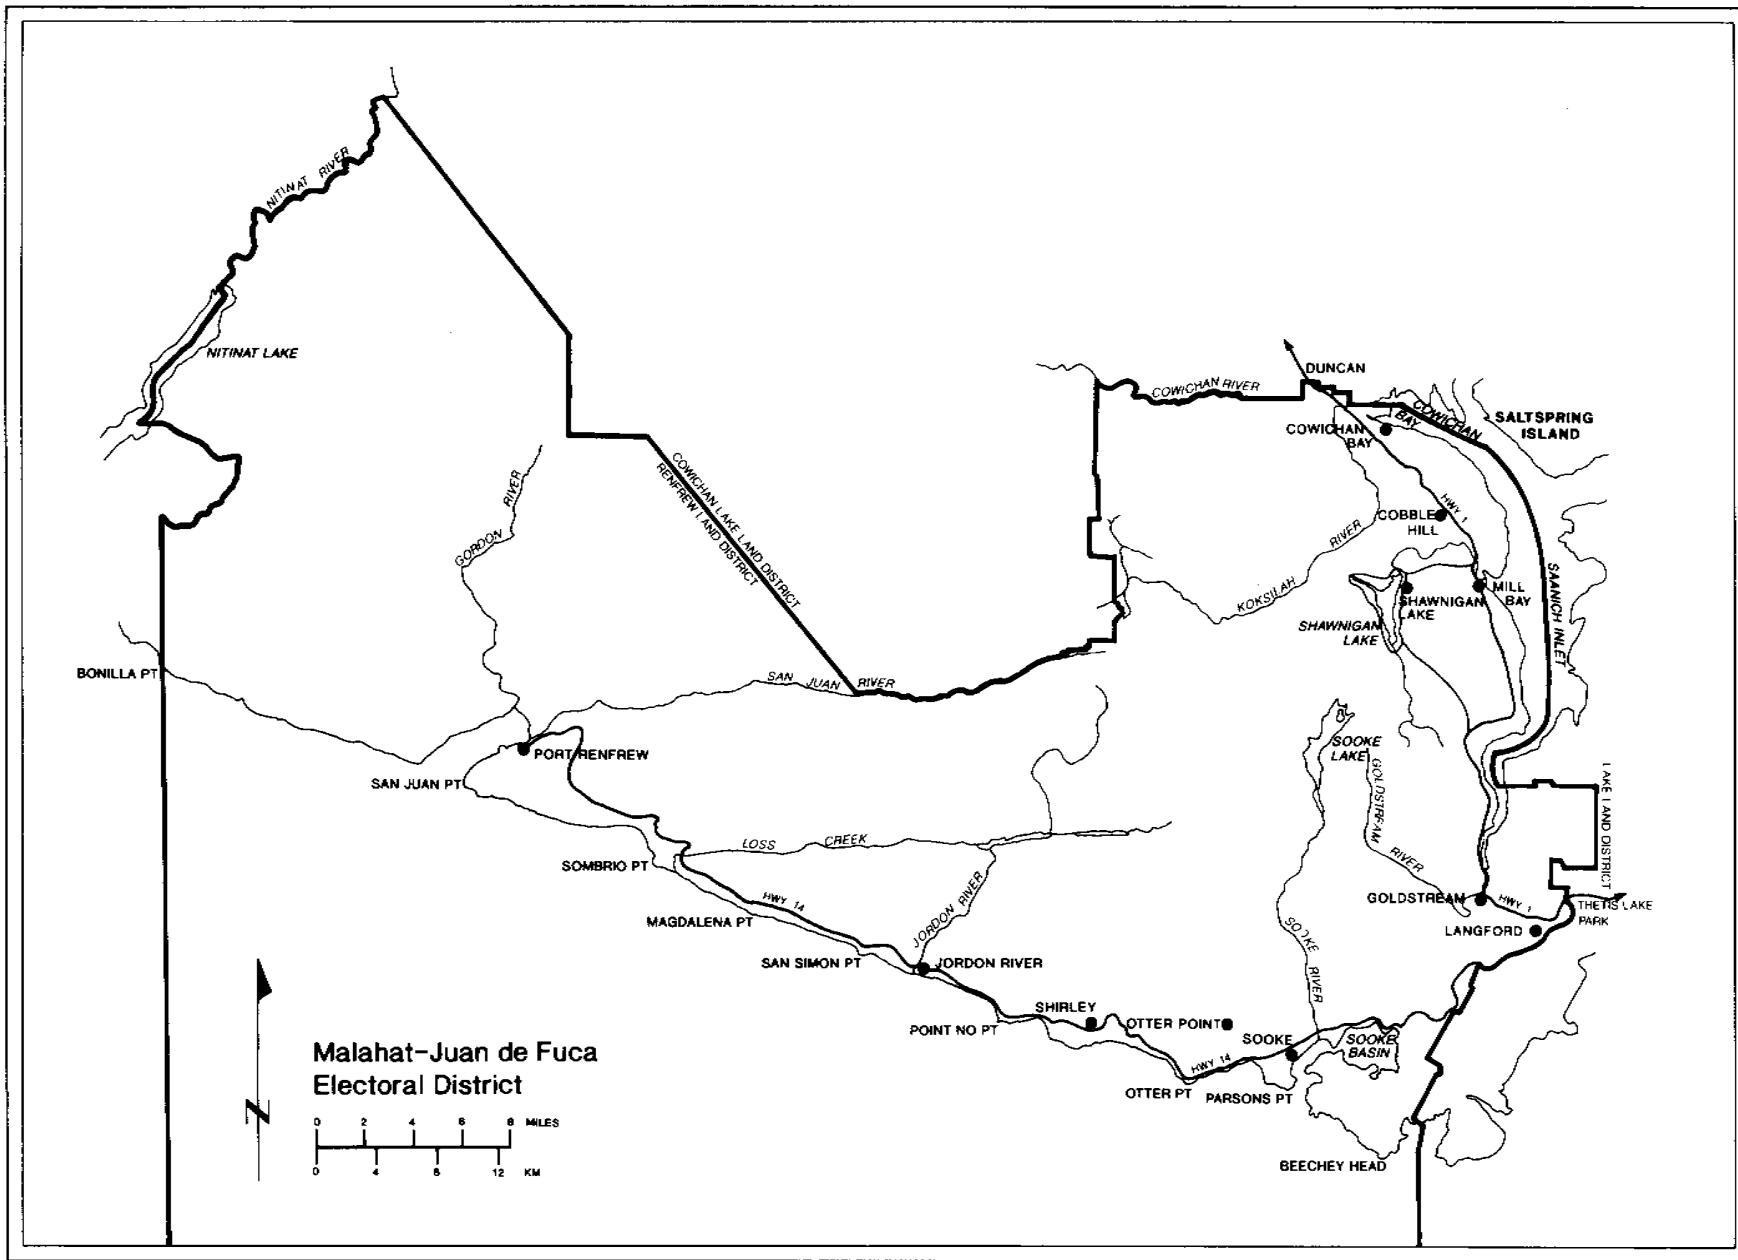 NITINAT RIVER
NITINAT LAKE
DUNCAN
COWICHAN RIVER
COWICHAN
BAY
SALTSPRING
ISLAND
COWICHAN
BAY
COWICHAN LAKE LAND DISTRICT
RENFREW LAND DISTRICT
GORDON RIVER
HWY 1
COBBLE
HILL
KOKSILAH RIVER
SAANICH INLET
MILL
BAY
SHAWNIGAN
LAKE
SHAWNIGAN
LAKE
BONILLA PT
SAN JUAN RIVER
PORT RENFREW
SAN JUAN PT
SOOKE
LAKE
GOLDSTREAM RIVER
LAKE LAND DISTRICT
LOSS CREEK
SOMBRIO PT
HWY 14
JORDON RIVER
GOLDSTREAM
HWY 1
THETIS LAKE
PARK
MAGDALENA PT
LANGFORD
SOOKE RIVER
SAN SIMON PT
JORDON RIVER
SHIRLEY
POINT NO PT
OTTER POINT
SOOKE
SOOKE
BASIN
HWY 14
OTTER PT
PARSONS PT
BEECHEY HEAD
N
Malahat-Juan de Fuca
Electoral District
0 2 4 6 8 MILES
0 4 8 12 KM